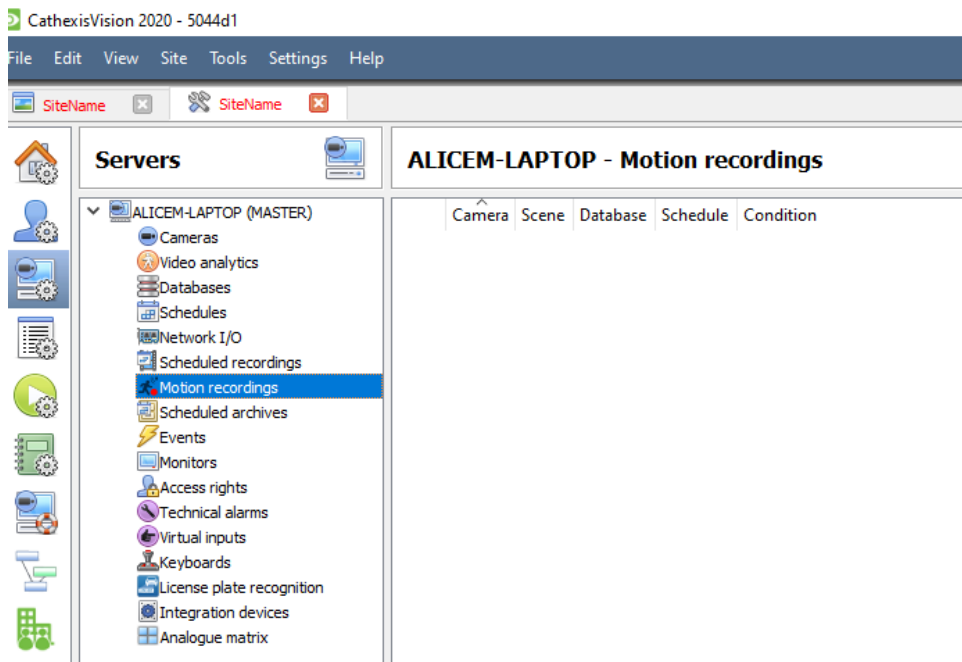 CathexisVision 2020 - 5044d1
File Edit View Site Tools Settings Help
SiteName SiteName
Servers
ALICEM-LAPTOP - Motion recordings
ALICEM-LAPTOP (MASTER)
Camera Scene Database Schedule Condition
Cameras
Video analytics
Databases
Schedules
Network I/O
Scheduled recordings
Motion recordings
Scheduled archives
Events
Monitors
Access rights
Technical alarms
Virtual inputs
Keyboards
License plate recognition
Integration devices
Analogue matrix